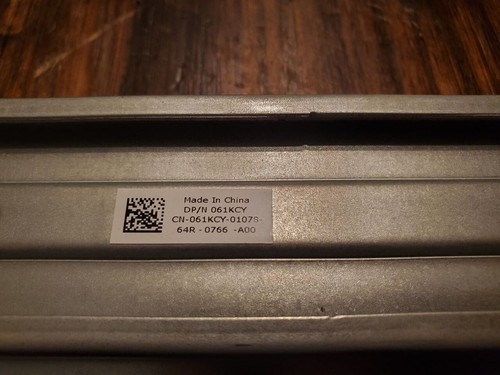 Made In China
DP/N 061KCY
CN-061KCY-01079-
64R - 0766 -A00